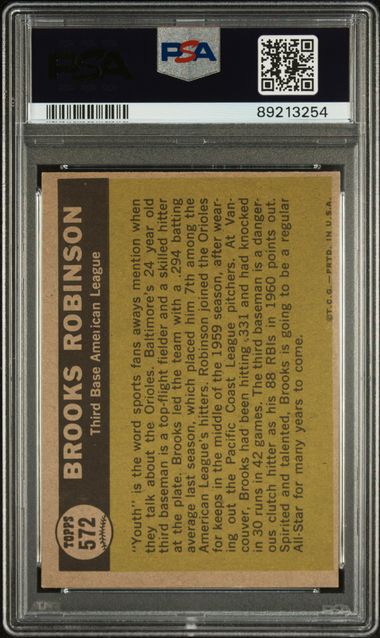 PSA
PSA
89213254
TOPPS
572
BROOKS ROBINSON
Third Base American League
"Youth" is the word sports fans aways mention when
they talk about the Orioles. Baltimore's 24 year old
third baseman is a top-flight fielder and a skilled hitter
at the plate. Brooks led the team with a .294 batting
average last season, which placed him 7th among the
American League's hitters. Robinson joined the Orioles
for keeps in the middle of the 1959 season, after wear-
ing out the Pacific Coast League pitchers. At Van-
couver, Brooks had been hitting .331 and had knocked
in 30 runs in 42 games. The third baseman is a danger-
ous clutch hitter as his 88 RBIs in 1960 points out.
Spirited and talented, Brooks is going to be a regular
All-Star for many years to come.
©T.C.G.—PRTD. IN U.S.A.